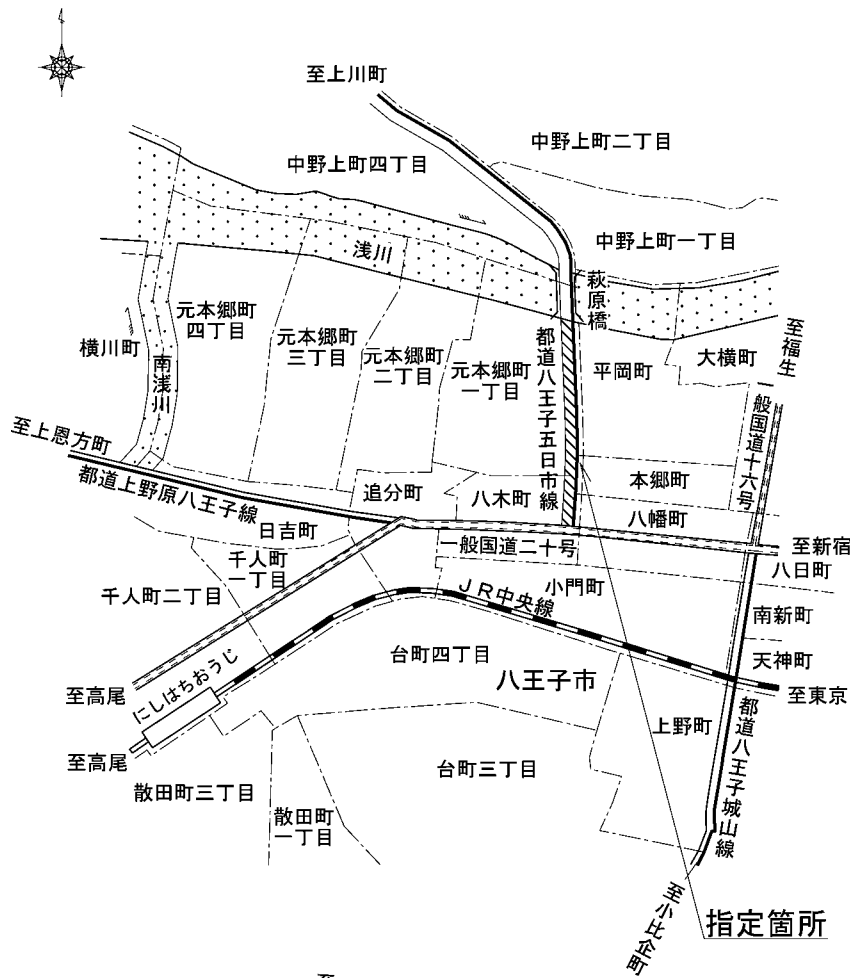 至上川町
中野上町二丁目
中野上町四丁目
中野上町一丁目
浅川
萩原橋
至福生
元本郷町
四丁目
元本郷町
三丁目
元本郷町
二丁目
元本郷町
一丁目
都道八王子五日市線
平岡町
大横町
横川町
南浅川
一般国道十六号
至上恩方町
都道上野原八王子線
追分町
八木町
本郷町
八幡町
日吉町
一般国道二十号
至新宿
八日町
千人町
一丁目
千人町二丁目
JR中央線
小門町
南新町
天神町
台町四丁目
八王子市
至高尾
にしはちおうじ
至東京
上野町
都道八王子城山線
至高尾
台町三丁目
散田町三丁目
散田町
一丁目
至小比企町
指定箇所